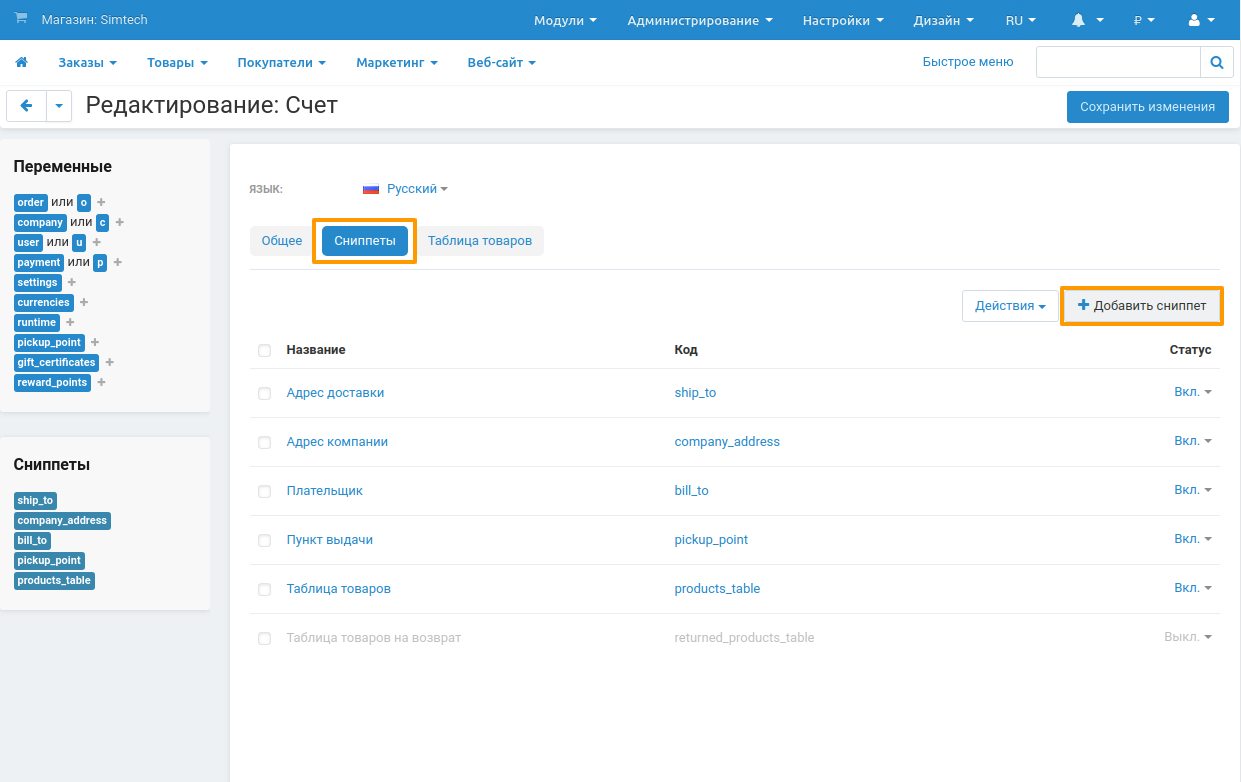 Магазин: Simtech Модули Администрирование Настройки Дизайн RU ₽
Заказы Товары Покупатели Маркетинг Веб-сайт Быстрое меню
Редактирование: Счет Сохранить изменения
Переменные
order или o +
company или c +
user или u +
payment или p +
settings +
currencies +
runtime +
pickup_point +
gift_certificates +
reward_points +
Сниппеты
ship_to
company_address
bill_to
pickup_point
products_table
ЯЗЫК: Русский
Общее Сниппеты Таблица товаров
Действия + Добавить сниппет
Название Код Статус
Адрес доставки ship_to Вкл.
Адрес компании company_address Вкл.
Плательщик bill_to Вкл.
Пункт выдачи pickup_point Вкл.
Таблица товаров products_table Вкл.
Таблица товаров на возврат returned_products_table Выкл.